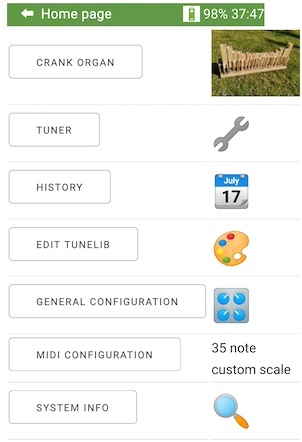 Home page 98% 37:47
CRANK ORGAN
TUNER
HISTORY
July
17
EDIT TUNELIB
GENERAL CONFIGURATION
MIDI CONFIGURATION
35 note
custom scale
SYSTEM INFO